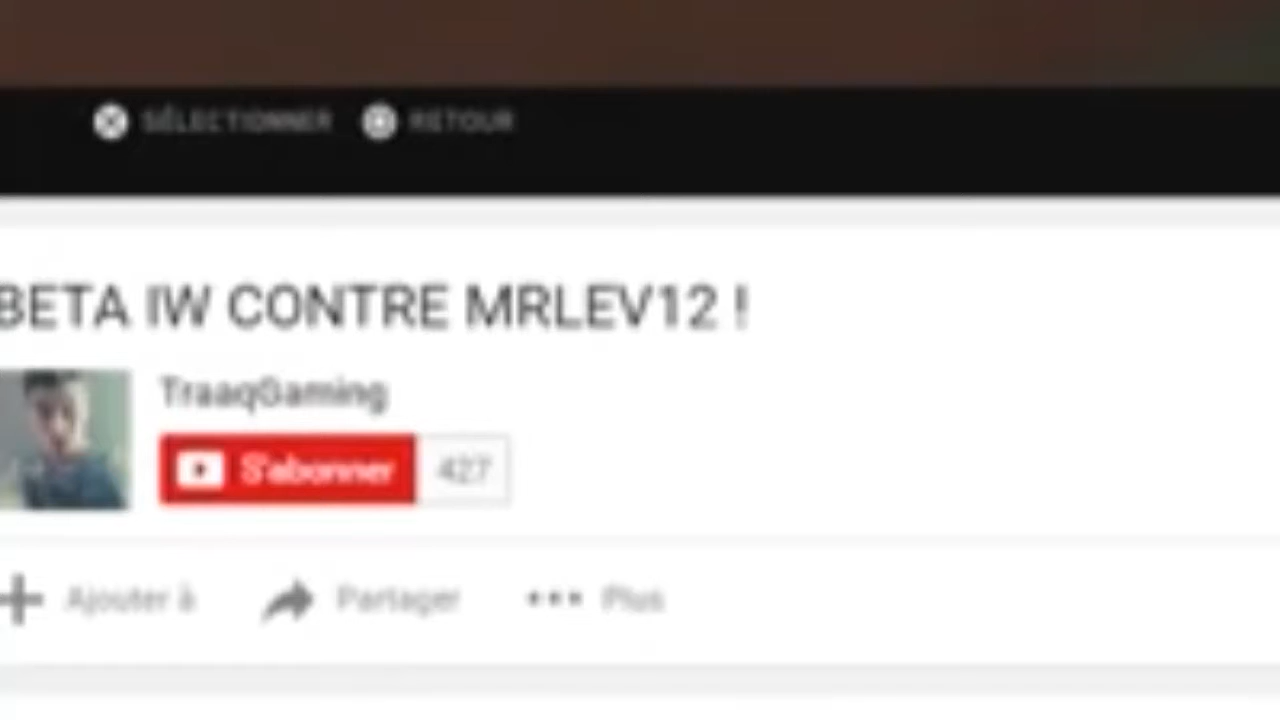 SÉLECTIONNER RETOUR
BETA IW CONTRE MRLEV12 !
TraaqGaming
S'abonner 427
Ajouter à Partager ••• Plus